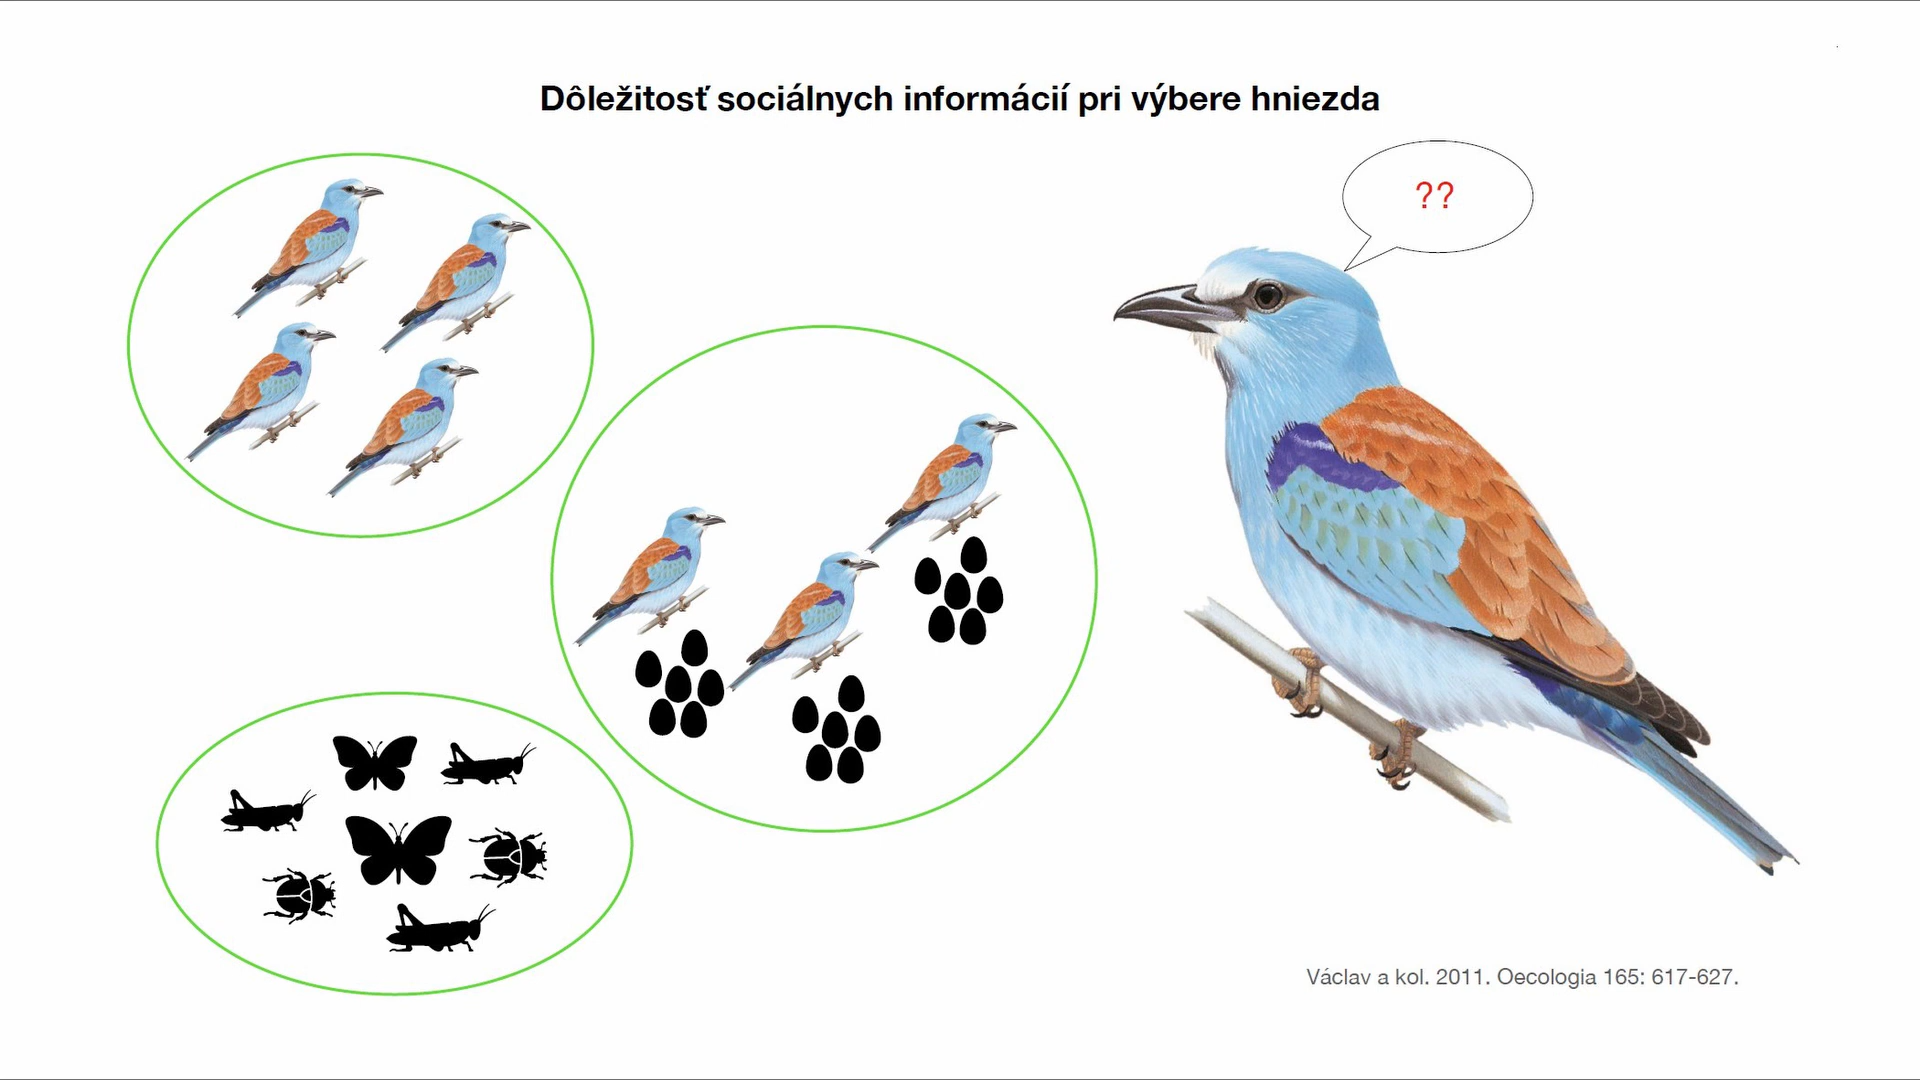 Dôležitosť sociálnych informácií pri výbere hniezda
??
Václav a kol. 2011. Oecologia 165: 617-627.